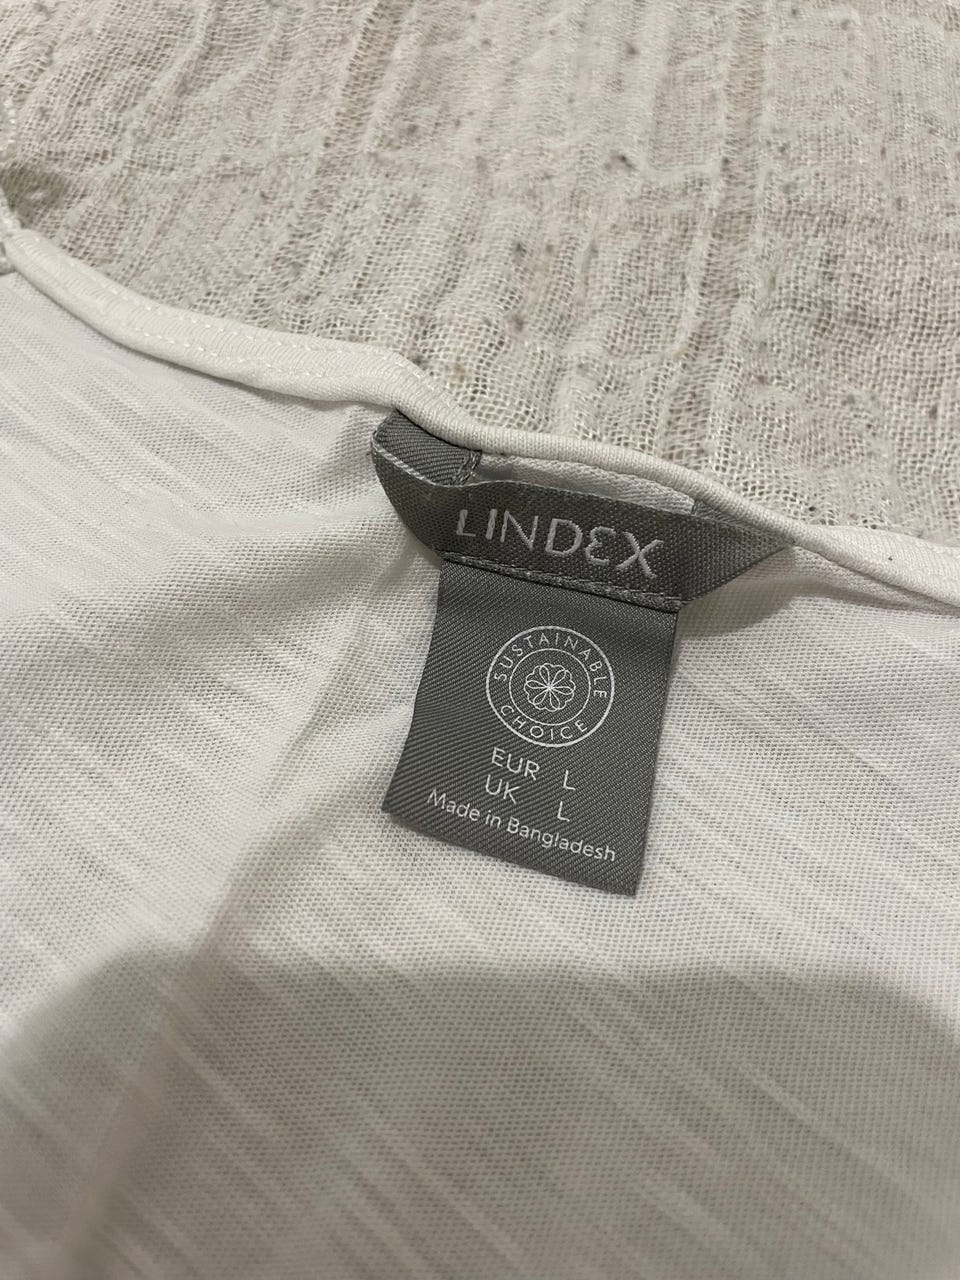 LINDEX
SUSTAINABLE
CHOICE
EUR L
UK L
Made in Bangladesh